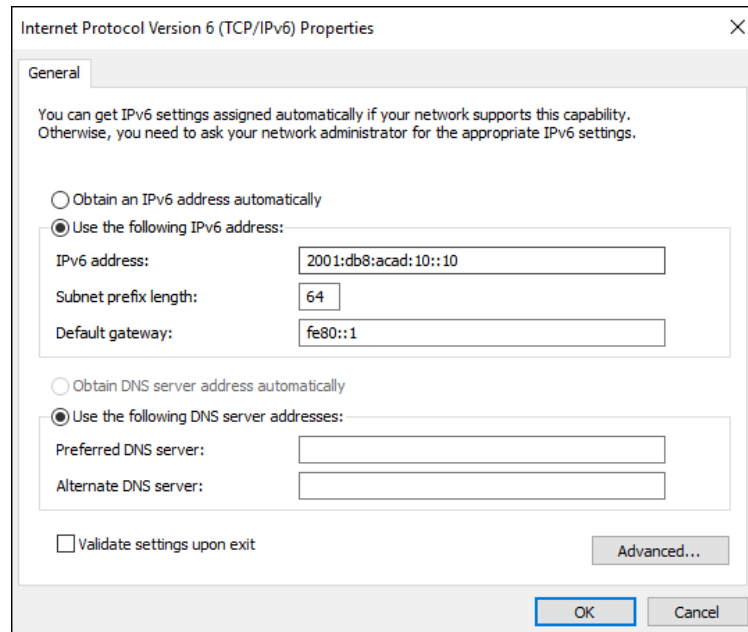 Internet Protocol Version 6 (TCP/IPv6) Properties
General
You can get IPv6 settings assigned automatically if your network supports this capability.
Otherwise, you need to ask your network administrator for the appropriate IPv6 settings.
Obtain an IPv6 address automatically
Use the following IPv6 address:
IPv6 address: 2001:db8:acad:10::10
Subnet prefix length: 64
Default gateway: fe80::1
Obtain DNS server address automatically
Use the following DNS server addresses:
Preferred DNS server:
Alternate DNS server:
Validate settings upon exit
Advanced...
OK Cancel